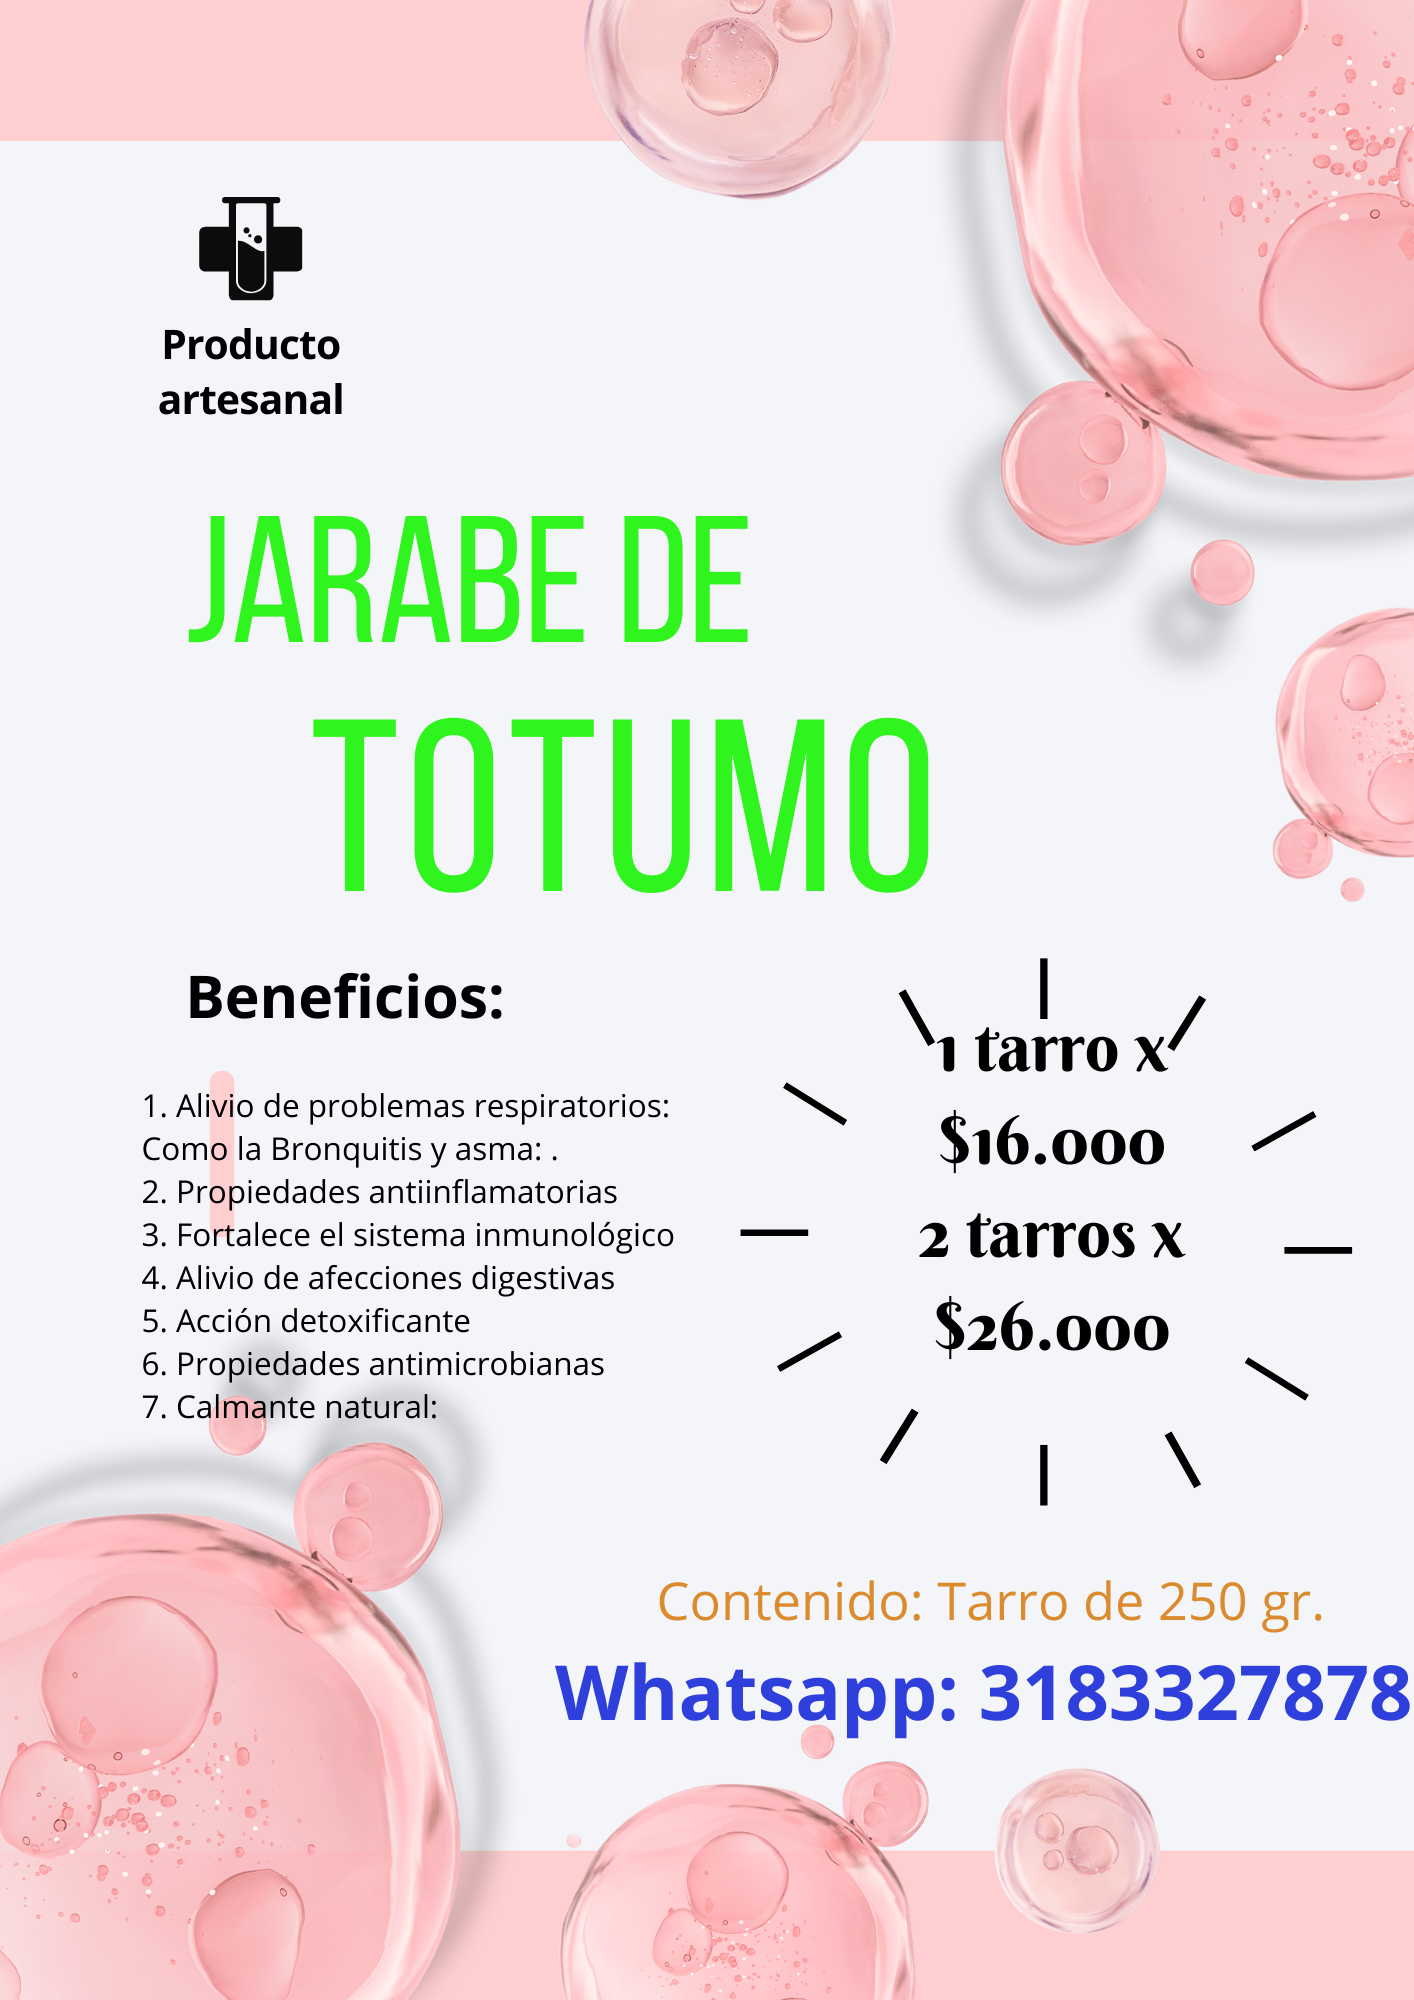 Producto
artesanal
JARABE DE
TOTUMO
Beneficios:
1. Alivio de problemas respiratorios:
Como la Bronquitis y asma: .
2. Propiedades antiinflamatorias
3. Fortalece el sistema inmunológico
4. Alivio de afecciones digestivas
5. Acción detoxificante
6. Propiedades antimicrobianas
7. Calmante natural:
1 tarro x
$16.000
2 tarros x
$26.000
Contenido: Tarro de 250 gr.
Whatsapp: 3183327878